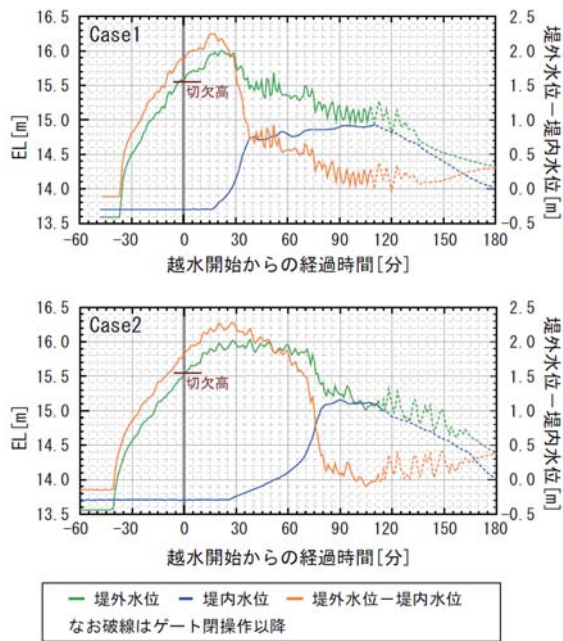 Case1
EL[m]
16.5
16.0
15.5
15.0
14.5
14.0
13.5
切欠高
2.5
2.0
1.5
1.0
0.5
0.0
-0.5
堤外水位－堤内水位[m]
-60 -30 0 30 60 90 120 150 180
越水開始からの経過時間[分]
Case2
EL[m]
16.5
16.0
15.5
15.0
14.5
14.0
13.5
切欠高
2.5
2.0
1.5
1.0
0.5
0.0
-0.5
堤外水位－堤内水位[m]
-60 -30 0 30 60 90 120 150 180
越水開始からの経過時間[分]
堤外水位 堤内水位 堤外水位－堤内水位
なお破線はゲート閉操作以降